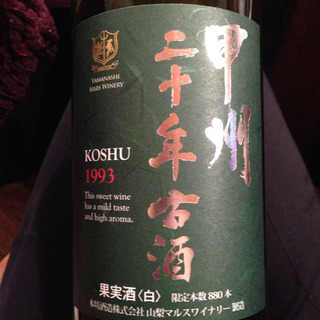 YAMANASHI
MARS WINERY
甲州
二十年古酒
KOSHU
1993
This sweet wine
has a mild taste
and high aroma.
果実酒〈白〉 限定本数880本
本坊酒造株式会社 山梨マルスワイナリー製造